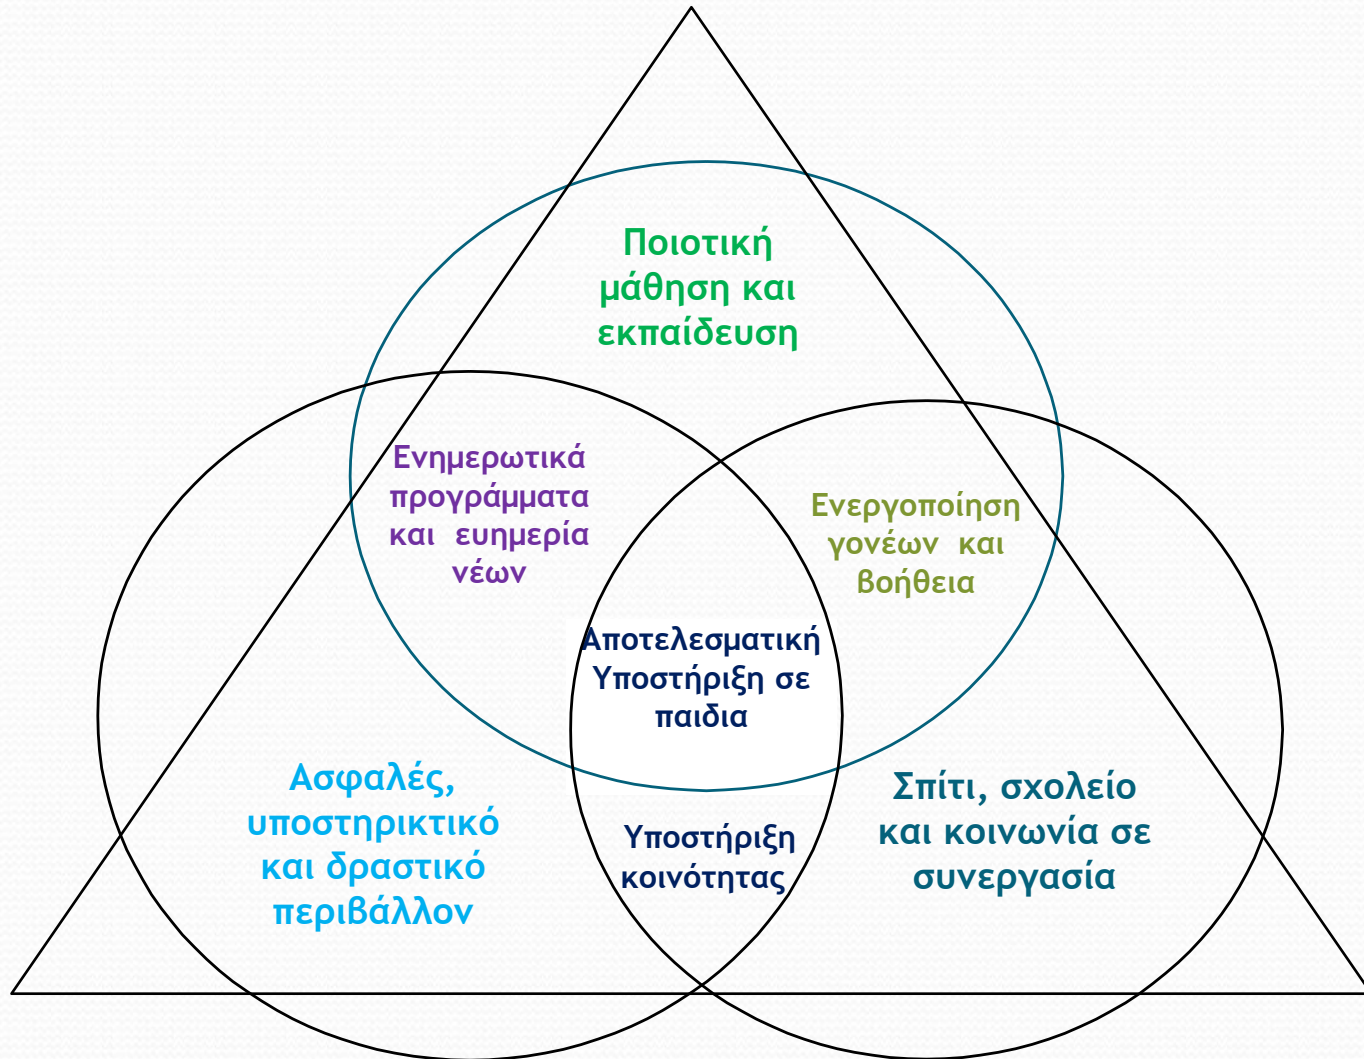 Ποιοτική
μάθηση και
εκπαίδευση
Ενημερωτικά
προγράμματα
και ευημερία
νέων
Ενεργοποίηση
γονέων και
βοήθεια
Αποτελεσματική
Υποστήριξη σε
παιδια
Ασφαλές,
υποστηρικτικό
και δραστικό
περιβάλλον
Υποστήριξη
κοινότητας
Σπίτι, σχολείο
και κοινωνία σε
συνεργασία